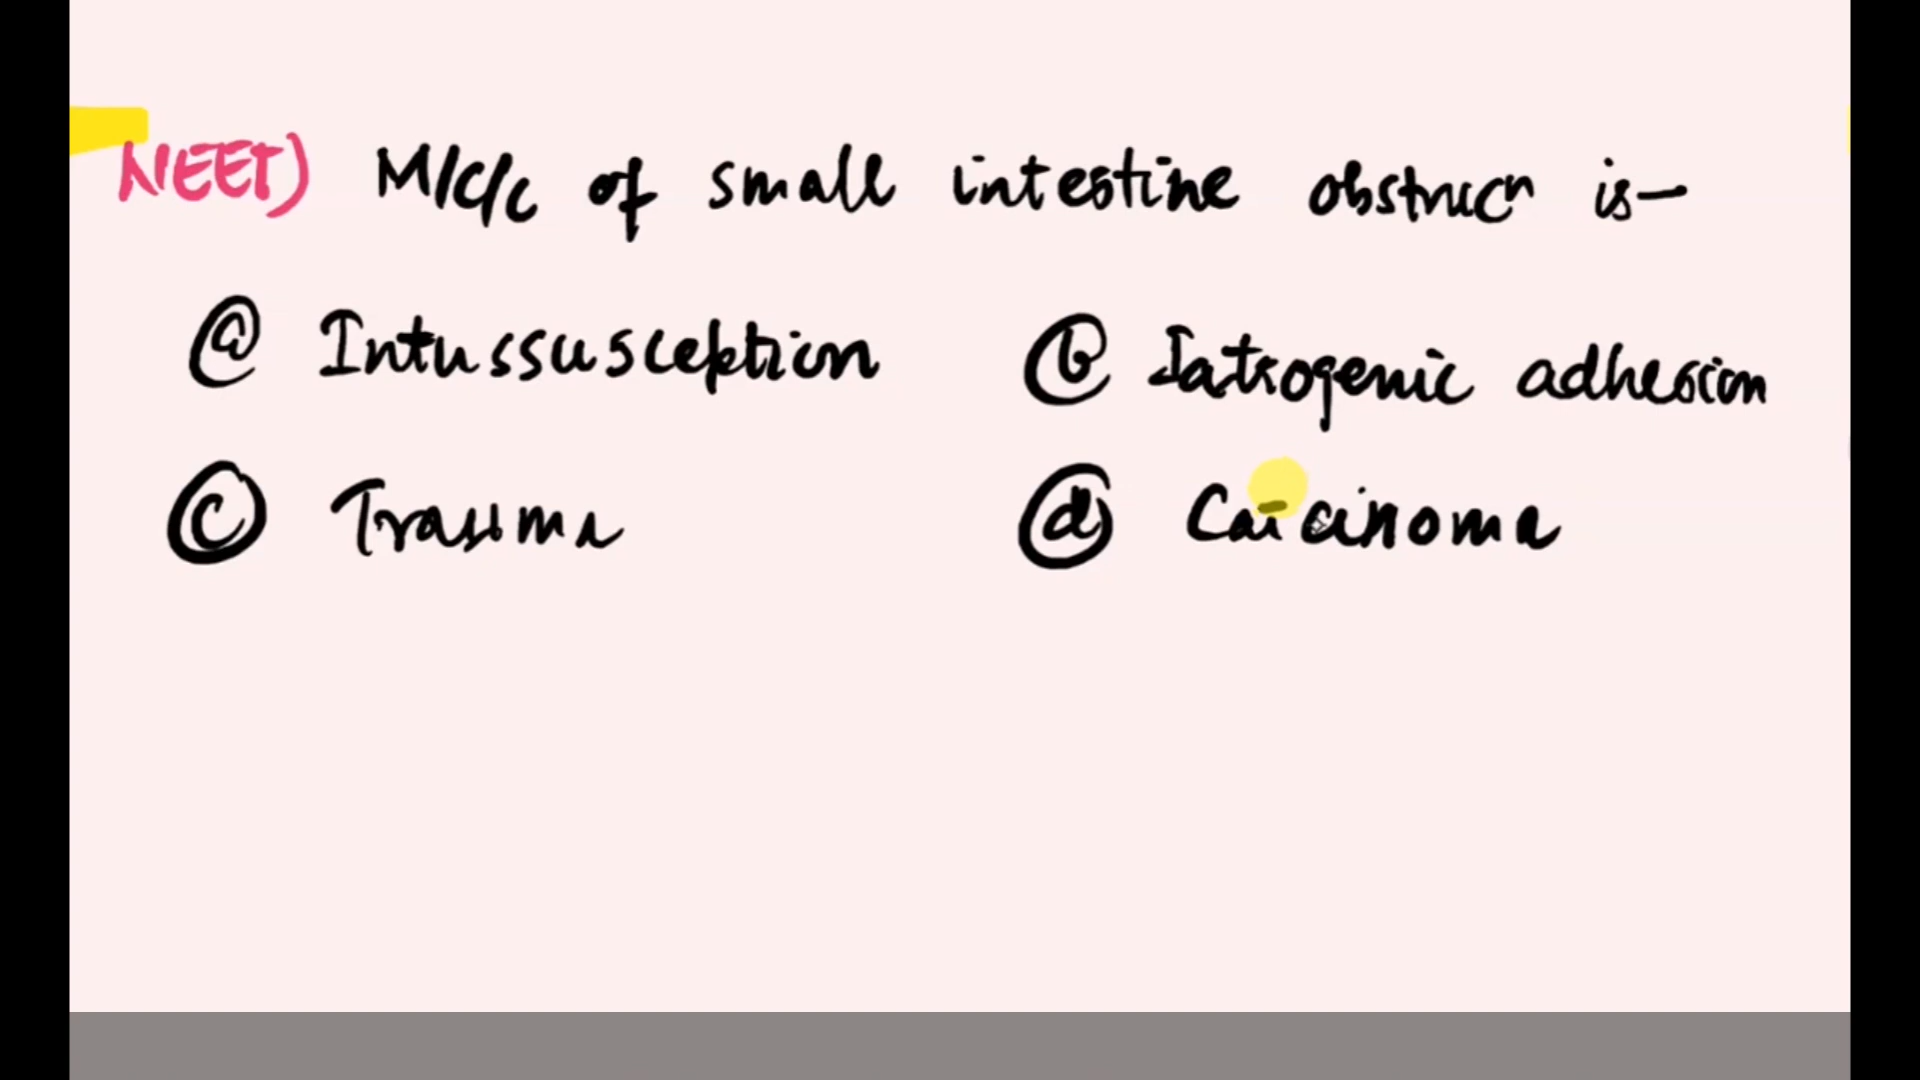 NEET) M/C/C of small intestine obstrucn is-
(a) Intussusception (b) Iatrogenic adhesion
(c) Trauma (d) Carcinoma